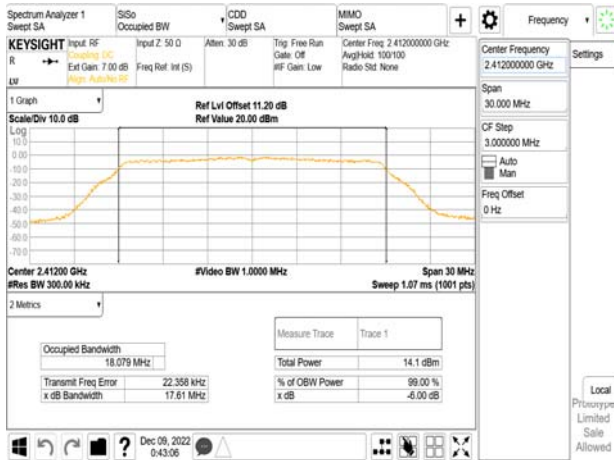 Spectrum Analyzer 1
Swept SA
SiSo
Occupied BW
CDD
Swept SA
MIMO
Swept SA
Frequency
KEYSIGHT
R
Input: RF
Coupling: DC
Ext Gain: 7.00 dB
Align: Auto/No RF
Input Z: 50 Ω
Freq Ref: Int (S)
Atten: 30 dB
Trig: Free Run
Gate: Off
#IF Gain: Low
Center Freq: 2.412000000 GHz
Avg|Hold: 100/100
Radio Std: None
Center Frequency
2.412000000 GHz
Settings
Span
30.000 MHz
CF Step
3.000000 MHz
Auto
Man
Freq Offset
0 Hz
1 Graph
Scale/Div 10.0 dB
Ref Lvl Offset 11.20 dB
Ref Value 20.00 dBm
Log
10.0
0.00
-10.0
-20.0
-30.0
-40.0
-50.0
-60.0
-70.0
Center 2.41200 GHz
#Res BW 300.00 kHz
#Video BW 1.0000 MHz
Span 30 MHz
Sweep 1.07 ms (1001 pts)
2 Metrics
Measure Trace
Trace 1
Occupied Bandwidth
18.079 MHz
Total Power
14.1 dBm
Transmit Freq Error
22.358 kHz
% of OBW Power
99.00 %
x dB Bandwidth
17.61 MHz
x dB
-6.00 dB
Local
Prototype
Limited
Sale
Allowed
Dec 09, 2022
0:43:06